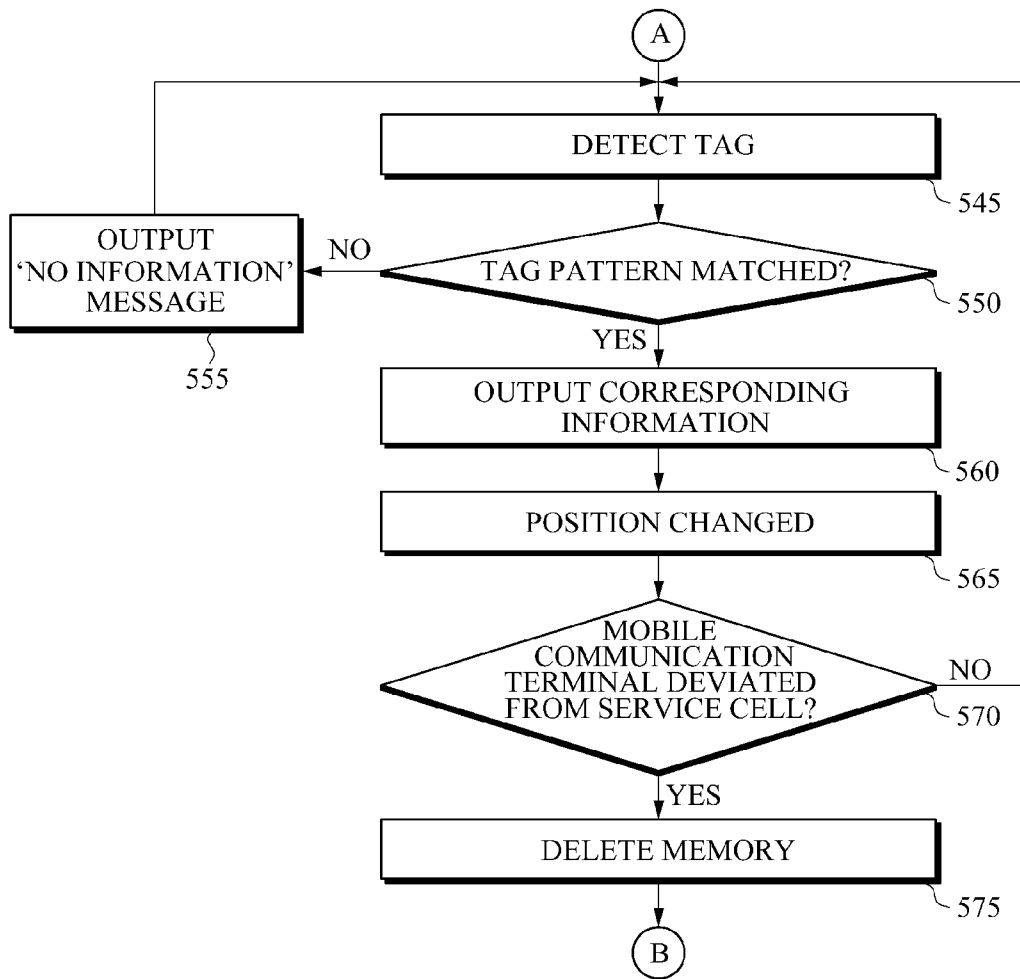 A
DETECT TAG
545
TAG PATTERN MATCHED?
550
NO
OUTPUT
‘NO INFORMATION’
MESSAGE
555
YES
OUTPUT CORRESPONDING
INFORMATION
560
POSITION CHANGED
565
MOBILE
COMMUNICATION
TERMINAL DEVIATED
FROM SERVICE CELL?
NO
570
YES
DELETE MEMORY
575
B